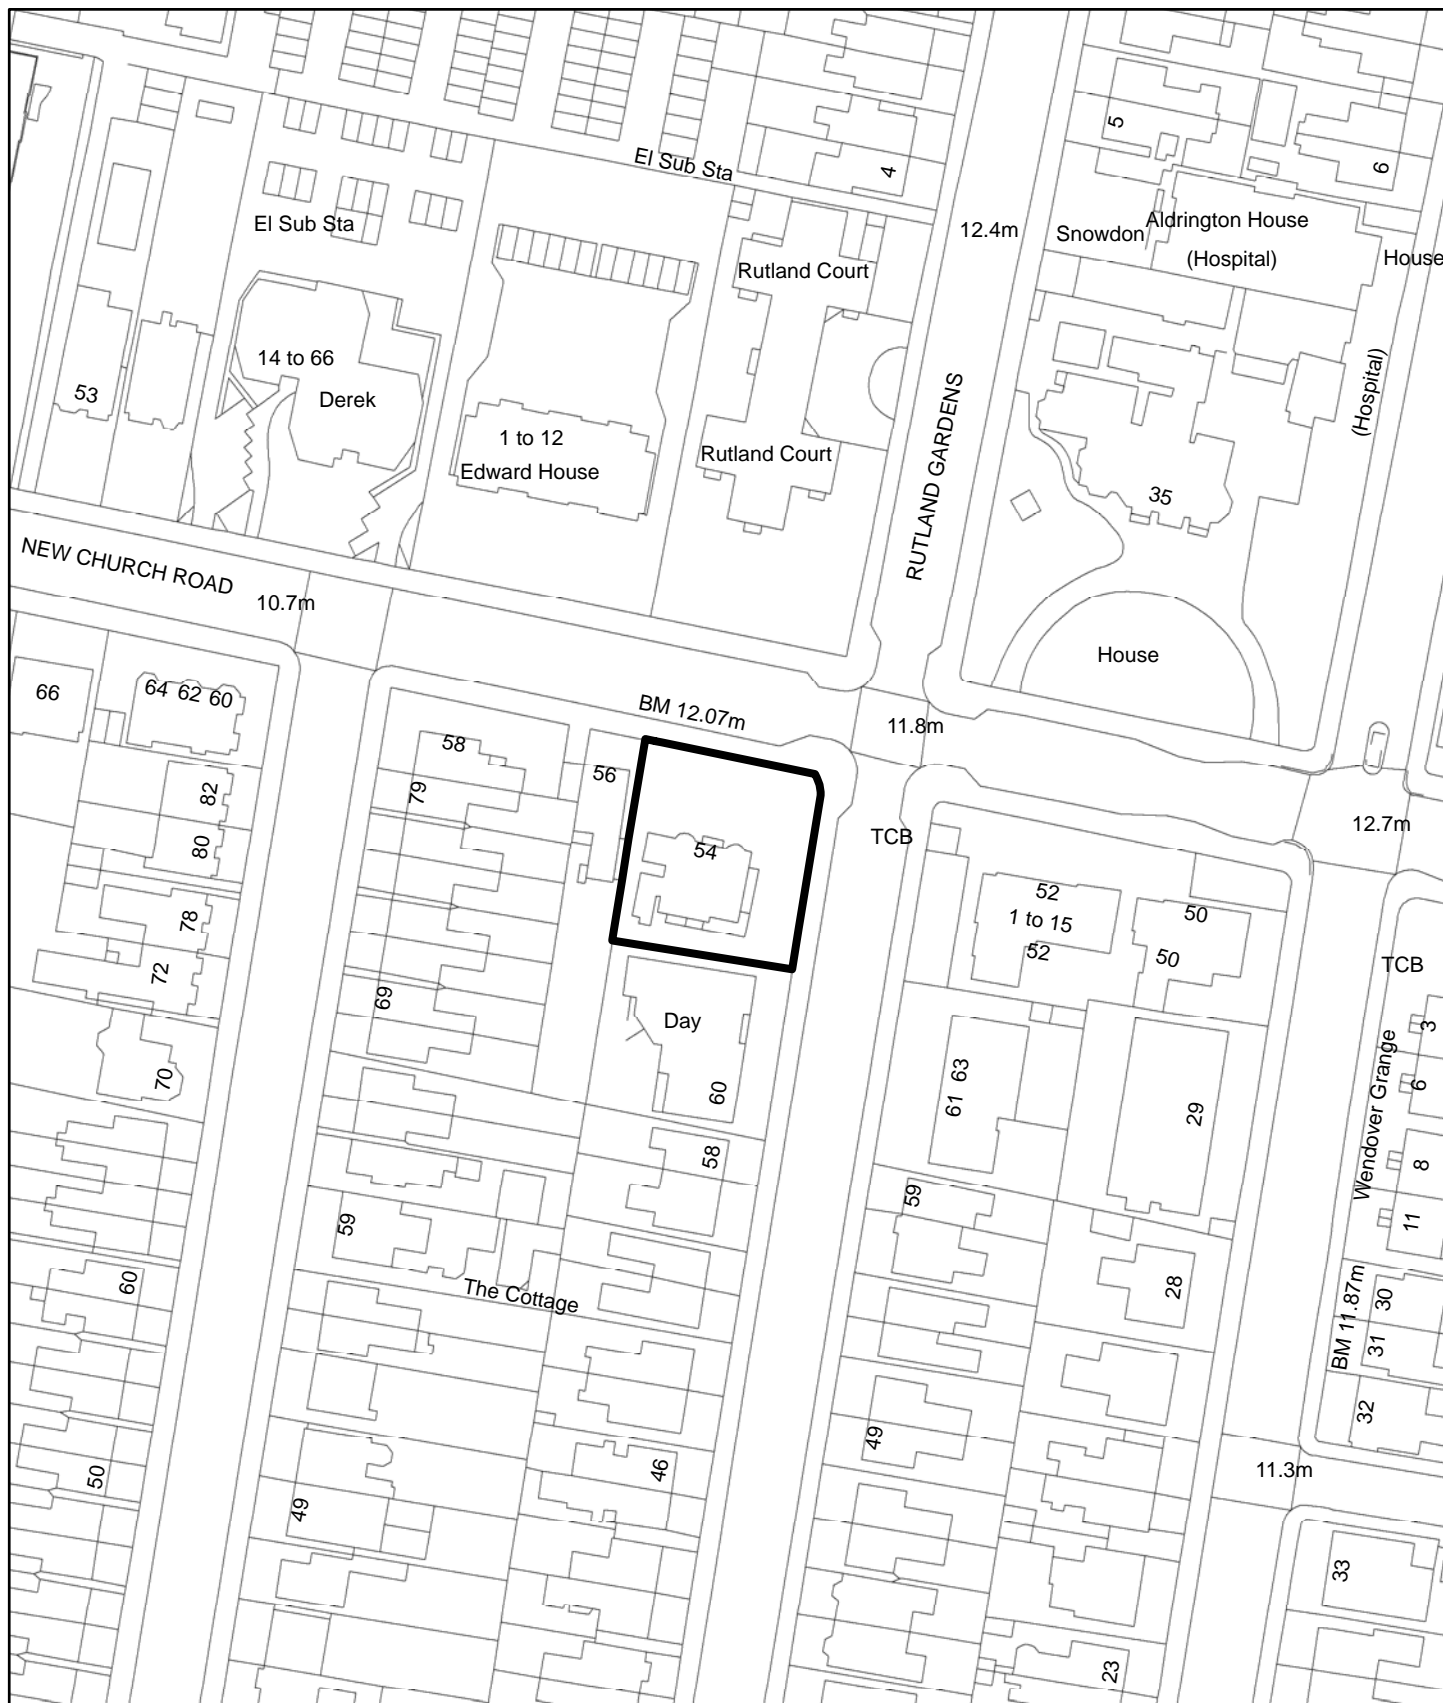 5
El Sub Sta
4
6
El Sub Sta
12.4m
Snowdon
Aldrington House
(Hospital)
House
Rutland Court
14 to 66
Derek
53
1 to 12
Edward House
Rutland Court
RUTLAND GARDENS
(Hospital)
35
NEW CHURCH ROAD
10.7m
House
66
64 62 60
BM 12.07m
11.8m
58
56
79
82
80
54
TCB
12.7m
78
72
69
52
1 to 15
52
50
50
TCB
Day
70
60
63
61
29
3
6
Wendover Grange
8
11
58
59
59
60
The Cottage
28
BM 11.87m
30
31
32
50
49
46
49
11.3m
33
23